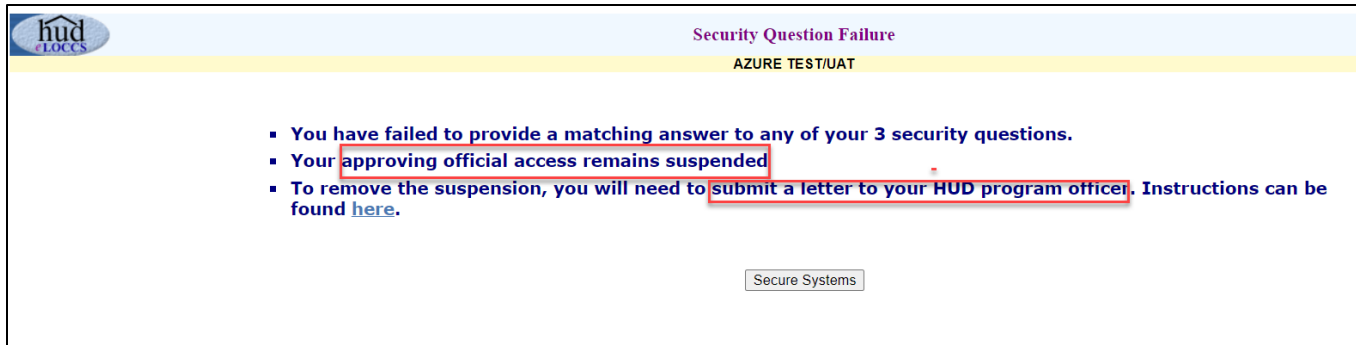 hud
eLOCCS
Security Question Failure
AZURE TEST/UAT
▪ You have failed to provide a matching answer to any of your 3 security questions.
▪ Your approving official access remains suspended
▪ To remove the suspension, you will need to submit a letter to your HUD program officer. Instructions can be
found here.
Secure Systems